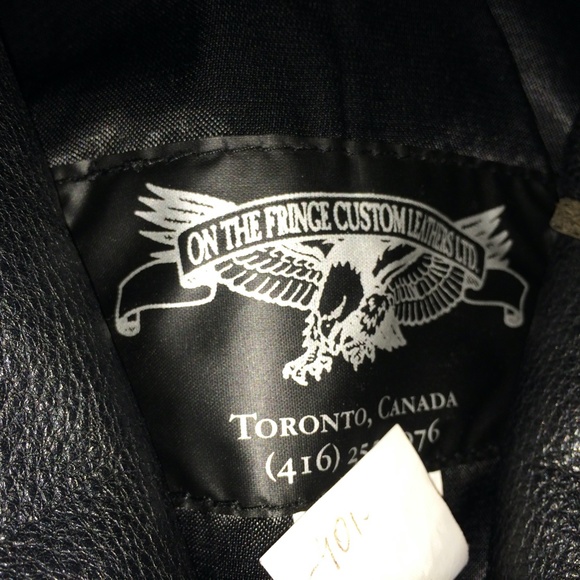 ON THE FRINGE CUSTOM LEATHERS LTD.
TORONTO, CANADA
(416)